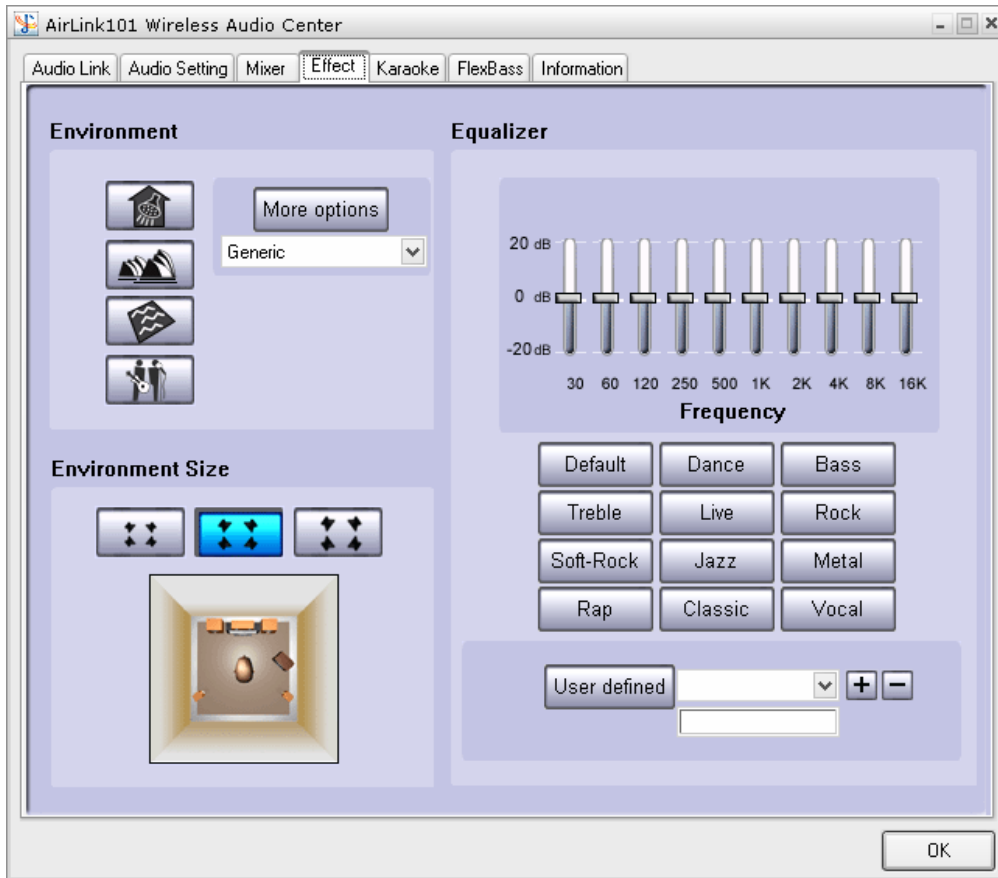 AirLink101 Wireless Audio Center
Audio Link Audio Setting Mixer Effect Karaoke FlexBass Information
Environment
More options
Generic
Environment Size
Equalizer
20 dB
0 dB
-20 dB
30 60 120 250 500 1K 2K 4K 8K 16K
Frequency
Default Dance Bass
Treble Live Rock
Soft-Rock Jazz Metal
Rap Classic Vocal
User defined
OK